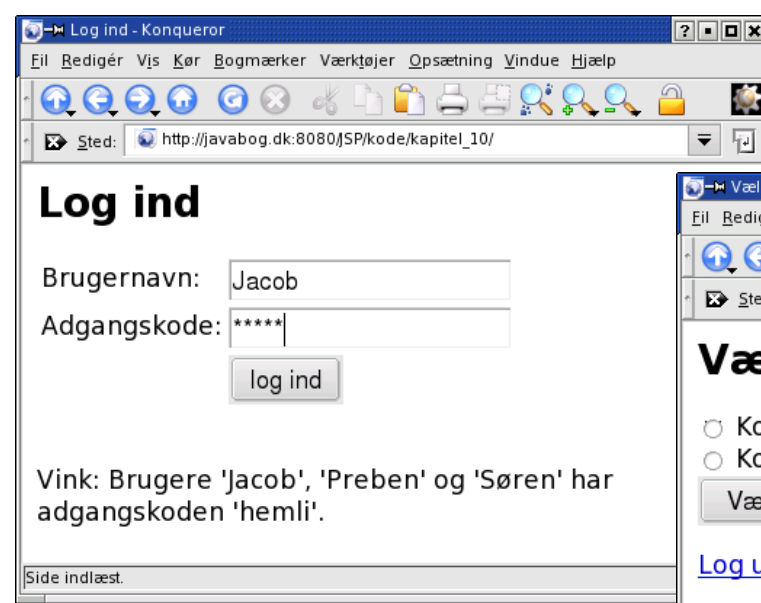 Log ind - Konqueror
Fil Redigér Vis Kør Bogmærker Værktøjer Opsætning Vindue Hjælp
Sted: http://javabog.dk:8080/JSP/kode/kapitel_10/
Log ind
Brugernavn: Jacob
Adgangskode: *****
log ind
Vink: Brugere 'Jacob', 'Preben' og 'Søren' har
adgangskoden 'hemli'.
Side indlæst.
Væl
Fil Redig
Ste
Væ
Ko
Ko
Væ
Log u